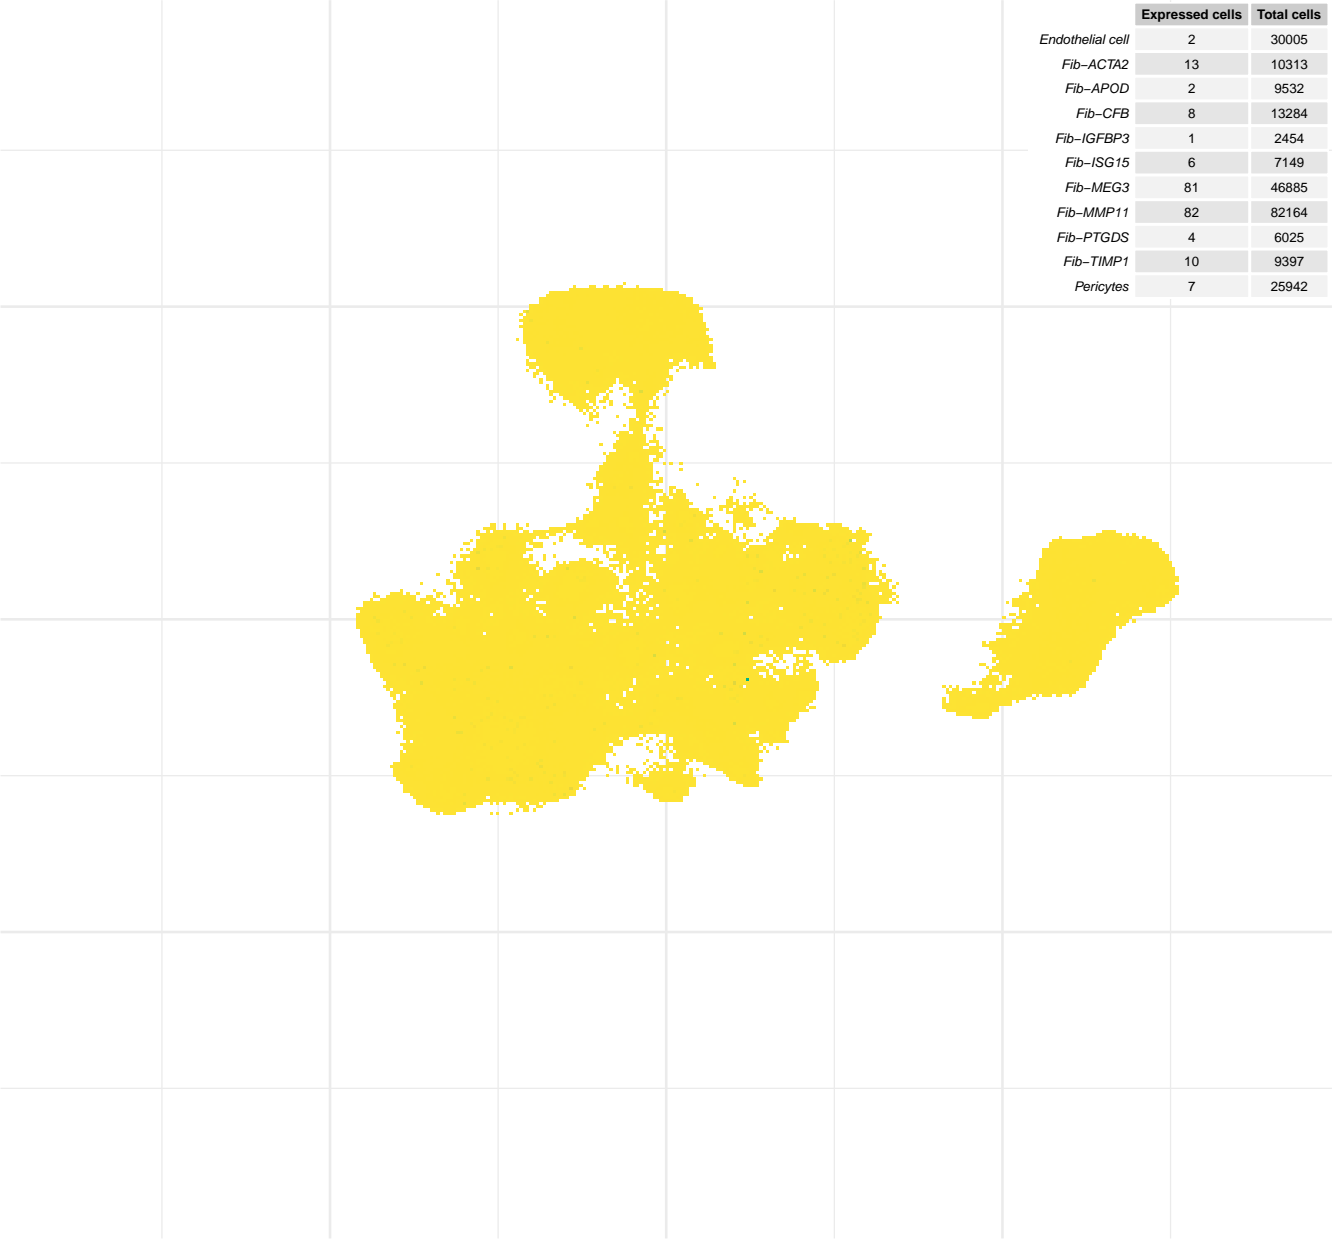 Expressed cells Total cells
Endothelial cell 2 30005
Fib−ACTA2 13 10313
Fib−APOD 2 9532
Fib−CFB 8 13284
Fib−IGFBP3 1 2454
Fib−ISG15 6 7149
Fib−MEG3 81 46885
Fib−MMP11 82 82164
Fib−PTGDS 4 6025
Fib−TIMP1 10 9397
Pericytes 7 25942